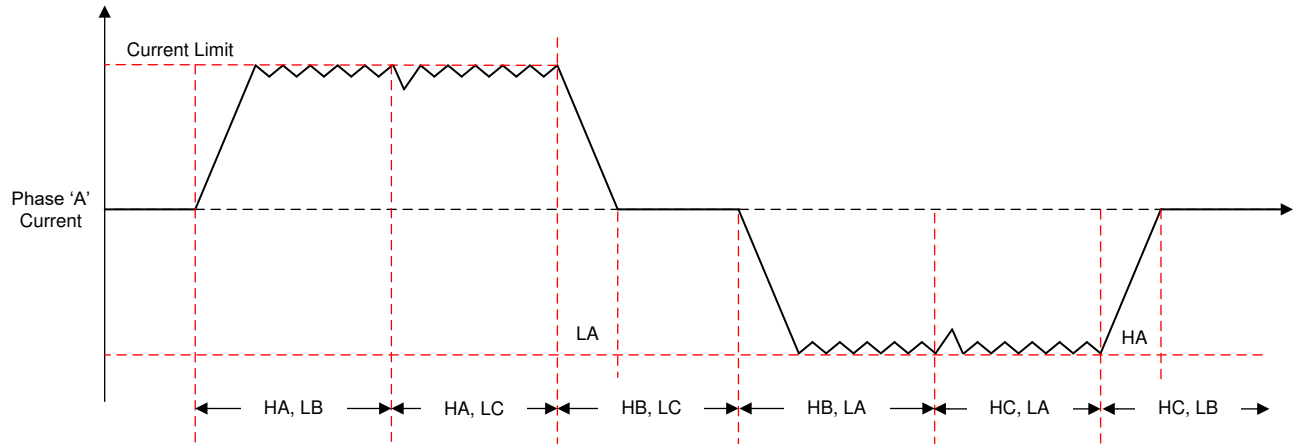 Current Limit
Phase ‘A’
Current
LA
HA
HA, LB
HA, LC
HB, LC
HB, LA
HC, LA
HC, LB